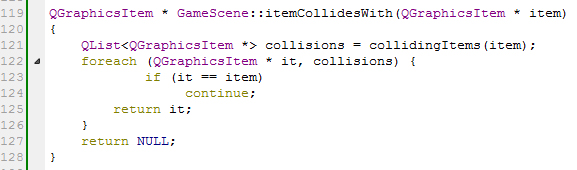 119 QGraphicsItem * GameScene::itemCollidesWith(QGraphicsItem * item)
120 {
121     QList<QGraphicsItem *> collisions = collidingItems(item);
122     foreach (QGraphicsItem * it, collisions) {
123             if (it == item)
124                  continue;
125         return it;
126     }
127     return NULL;
128 }